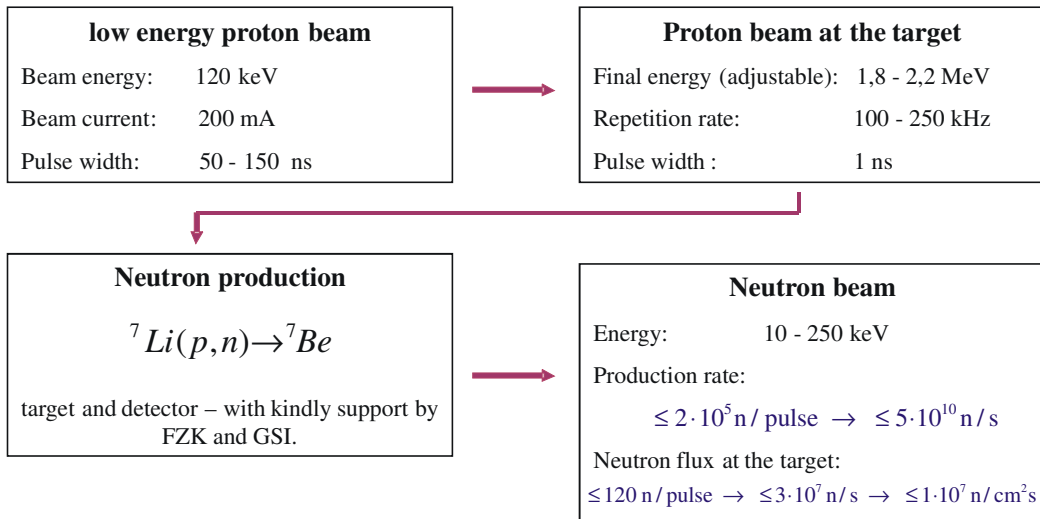 low energy proton beam
Beam energy: 120 keV
Beam current: 200 mA
Pulse width: 50 - 150 ns
Proton beam at the target
Final energy (adjustable): 1,8 - 2,2 MeV
Repetition rate: 100 - 250 kHz
Pulse width : 1 ns
Neutron production
⁷Li(p,n)→⁷Be
target and detector – with kindly support by
FZK and GSI.
Neutron beam
Energy: 10 - 250 keV
Production rate:
≤ 2·10⁵ n / pulse → ≤ 5·10¹⁰ n / s
Neutron flux at the target:
≤120 n / pulse → ≤3·10⁷ n / s → ≤1·10⁷ n / cm²s